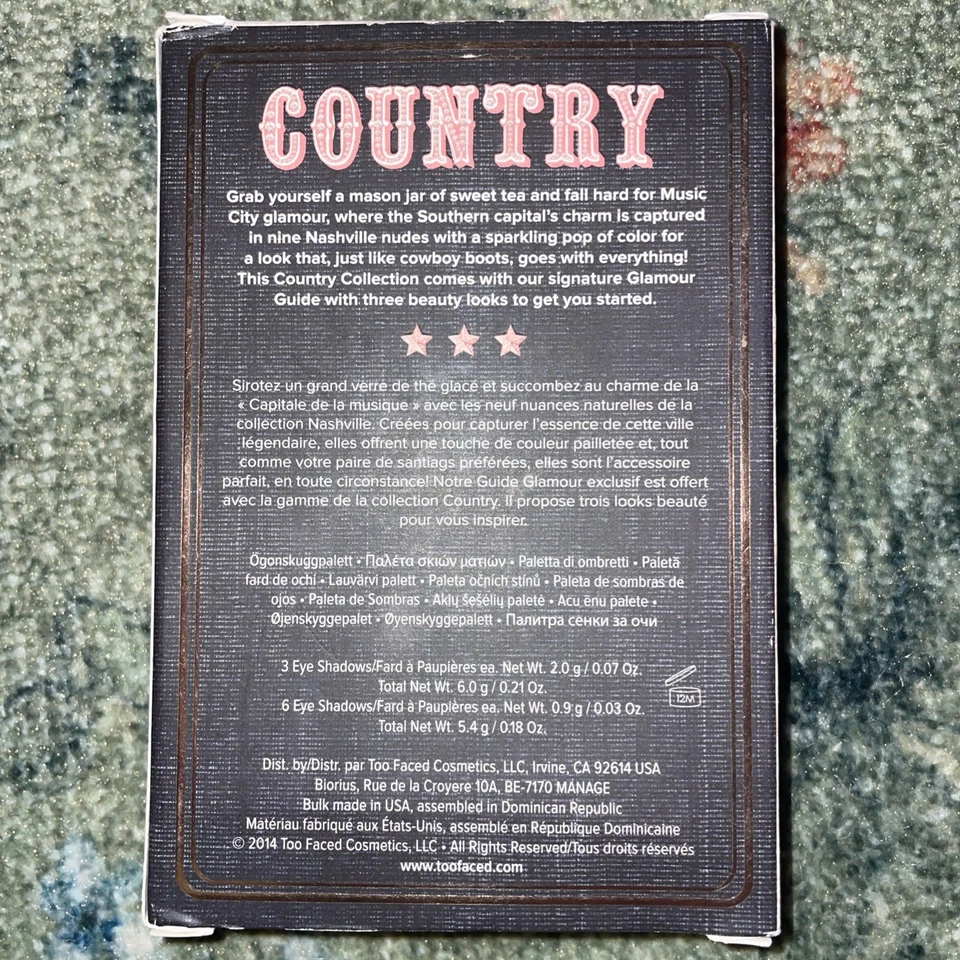 COUNTRY
Grab yourself a mason jar of sweet tea and fall hard for Music
City glamour, where the Southern capital's charm is captured
in nine Nashville nudes with a sparkling pop of color for
a look that, just like cowboy boots, goes with everything!
This Country Collection comes with our signature Glamour
Guide with three beauty looks to get you started.
Sirotez un grand verre de thé glacé et succombez au charme de la
« Capitale de la musique » avec les neuf nuances naturelles de la
collection Nashville. Créées pour capturer l'essence de cette ville
légendaire, elles offrent une touche de couleur pailletée et, tout
comme votre paire de santiags préférées, elles sont l'accessoire
parfait, en toute circonstance! Notre Guide Glamour exclusif est offert
avec la gamme de la collection Country. Il propose trois looks beauté
pour vous inspirer.
Ögonskuggpalett • Παλέτα σκιών ματιών • Paletta di ombretti • Paletă
fard de ochi • Lauvärvi palett • Paleta očních stínů • Paleta de sombras de
ojos • Paleta de Sombras • Akių šešėlių paletė • Acu ēnu palete •
Øjenskyggepalet • Øyenskyggepalett • Палитра сенки за очи
3 Eye Shadows/Fard à Paupières ea. Net Wt. 2.0 g / 0.07 Oz.
Total Net Wt. 6.0 g / 0.21 Oz.
6 Eye Shadows/Fard à Paupières ea. Net Wt. 0.9 g / 0.03 Oz.
Total Net Wt. 5.4 g / 0.18 Oz.
12M
Dist. by/Distr. par Too Faced Cosmetics, LLC, Irvine, CA 92614 USA
Biorius, Rue de la Croyere 10A, BE-7170 MANAGE
Bulk made in USA, assembled in Dominican Republic
Matériau fabriqué aux États-Unis, assemblé en République Dominicaine
© 2014 Too Faced Cosmetics, LLC • All Rights Reserved/Tous droits réservés
www.toofaced.com